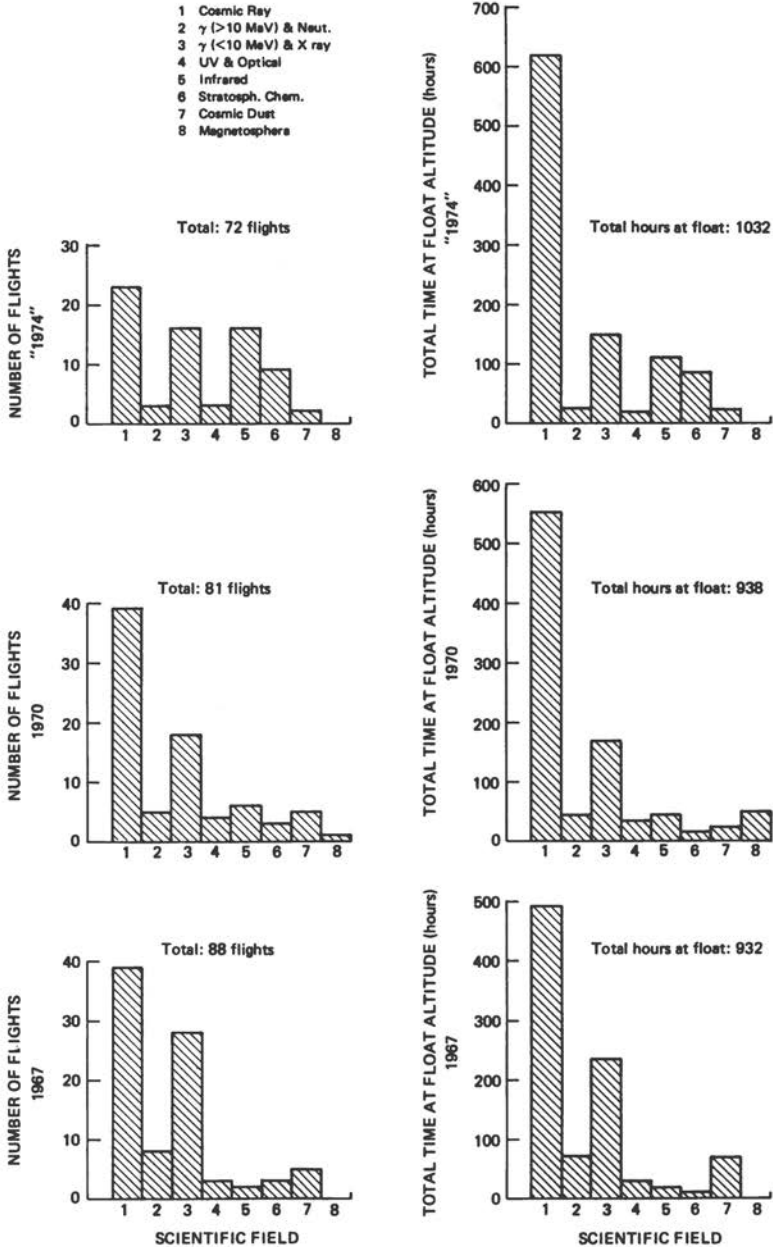 1 Cosmic Ray
2 γ (>10 MeV) & Neut.
3 γ (<10 MeV) & X ray
4 UV & Optical
5 Infrared
6 Stratosph. Chem.
7 Cosmic Dust
8 Magnetosphera
NUMBER OF FLIGHTS
"1974"
Total: 72 flights
30
20
10
0
1 2 3 4 5 6 7 8
TOTAL TIME AT FLOAT ALTITUDE (hours)
"1974"
Total hours at float: 1032
700
600
500
400
300
200
100
0
1 2 3 4 5 6 7 8
NUMBER OF FLIGHTS
1970
Total: 81 flights
40
30
20
10
0
1 2 3 4 5 6 7 8
TOTAL TIME AT FLOAT ALTITUDE (hours)
1970
Total hours at float: 938
600
500
400
300
200
100
0
1 2 3 4 5 6 7 8
NUMBER OF FLIGHTS
1967
Total: 88 flights
40
30
20
10
0
1 2 3 4 5 6 7 8
SCIENTIFIC FIELD
TOTAL TIME AT FLOAT ALTITUDE (hours)
1967
Total hours at float: 932
500
400
300
200
100
0
1 2 3 4 5 6 7 8
SCIENTIFIC FIELD